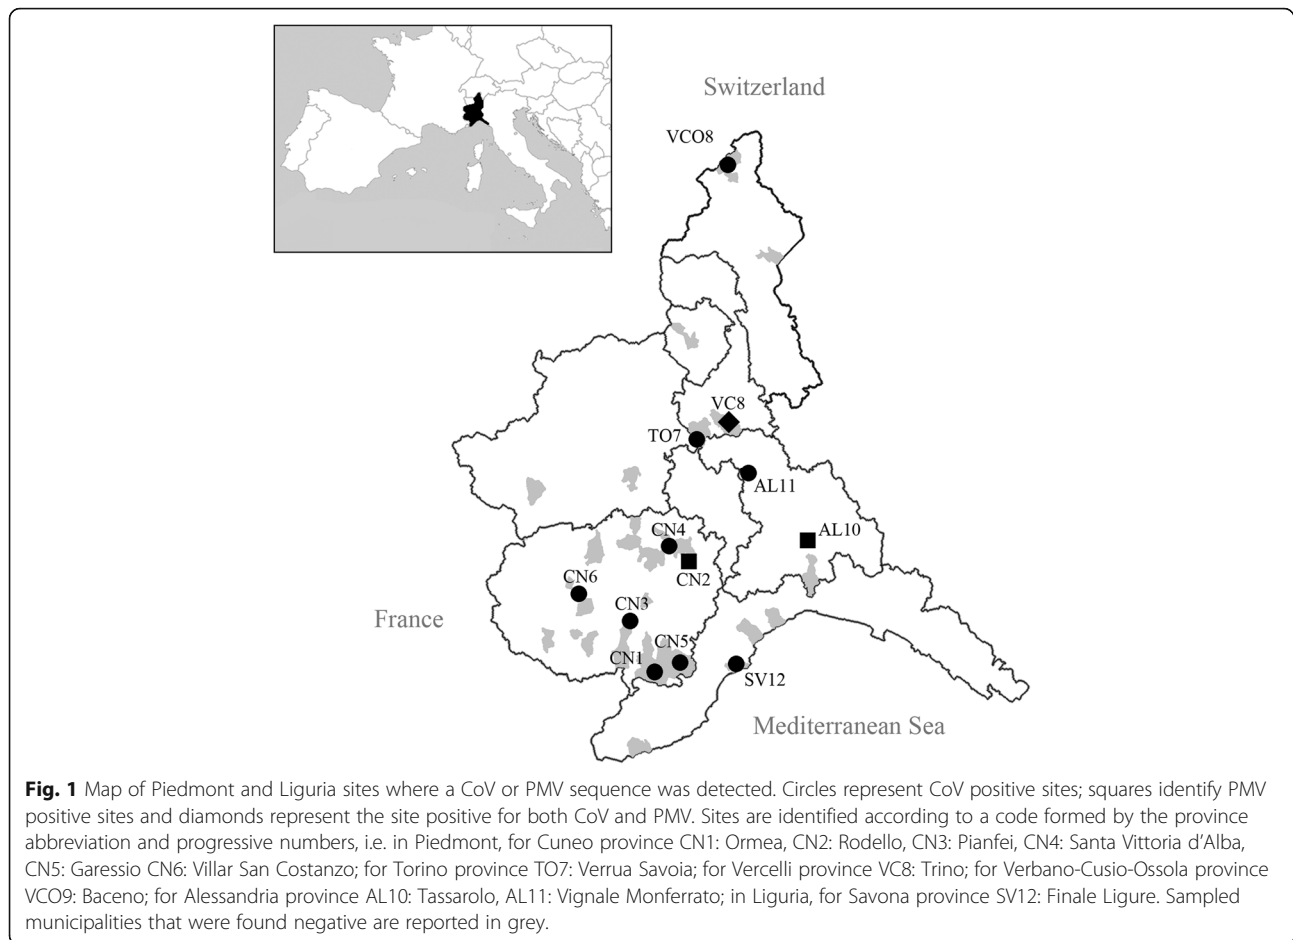 Switzerland
VCO8
VC8
TO7
AL11
AL10
CN4
CN2
CN6
CN3
France
CN5
CN1
SV12
Mediterranean Sea
Fig. 1 Map of Piedmont and Liguria sites where a CoV or PMV sequence was detected. Circles represent CoV positive sites; squares identify PMV
positive sites and diamonds represent the site positive for both CoV and PMV. Sites are identified according to a code formed by the province
abbreviation and progressive numbers, i.e. in Piedmont, for Cuneo province CN1: Ormea, CN2: Rodello, CN3: Pianfei, CN4: Santa Vittoria d'Alba,
CN5: Garessio CN6: Villar San Costanzo; for Torino province TO7: Verrua Savoia; for Vercelli province VC8: Trino; for Verbano-Cusio-Ossola province
VCO9: Baceno; for Alessandria province AL10: Tassarolo, AL11: Vignale Monferrato; in Liguria, for Savona province SV12: Finale Ligure. Sampled
municipalities that were found negative are reported in grey.